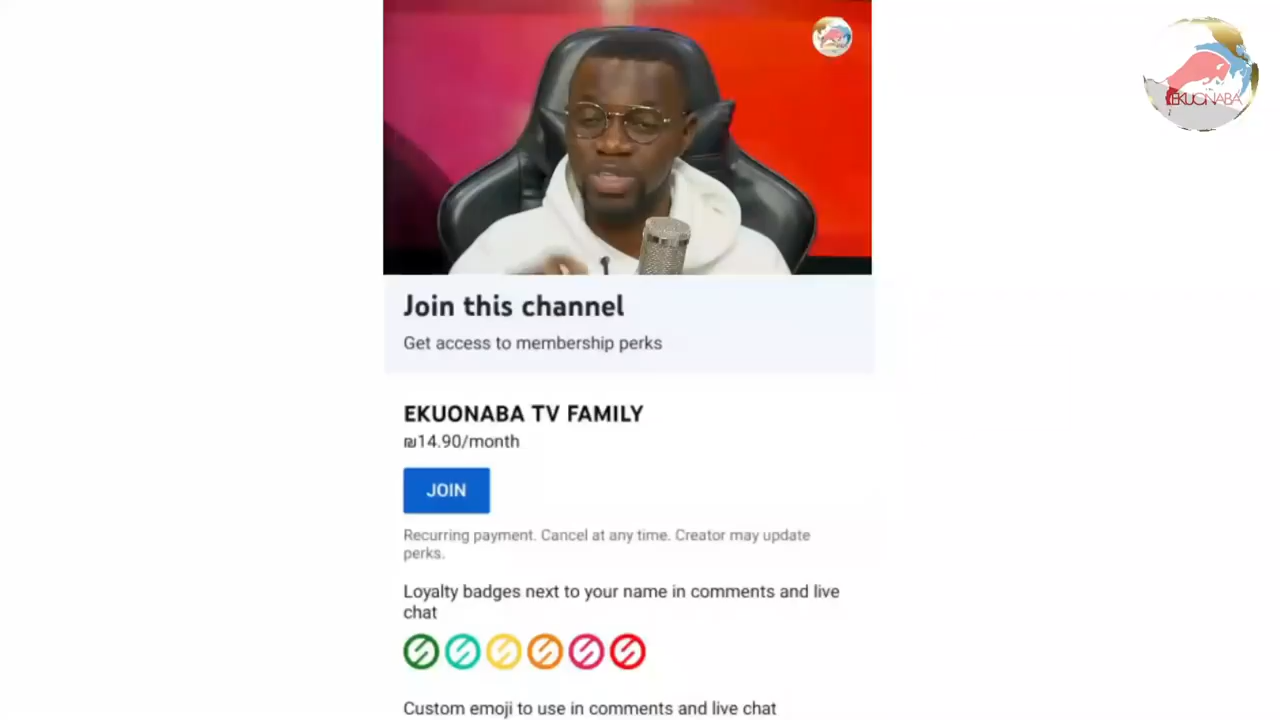 EKUONABA
Join this channel
Get access to membership perks
EKUONABA TV FAMILY
₪14.90/month
JOIN
Recurring payment. Cancel at any time. Creator may update
perks.
Loyalty badges next to your name in comments and live
chat
Custom emoji to use in comments and live chat